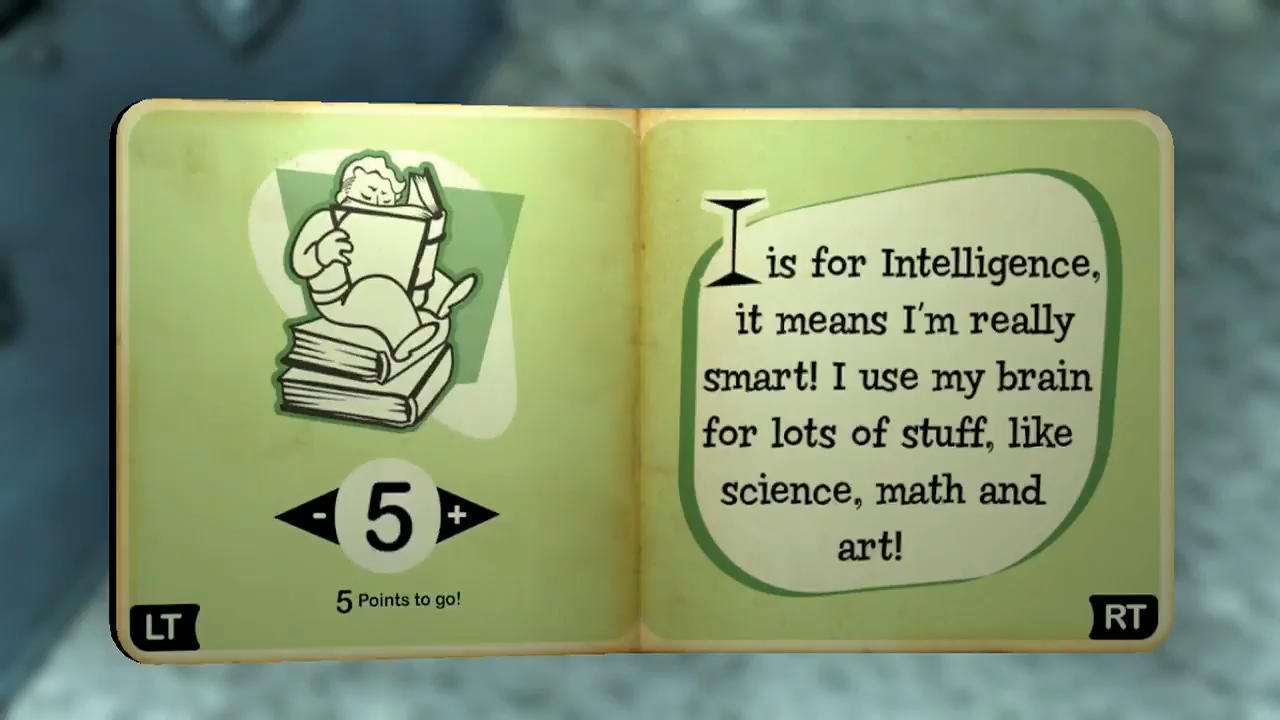 - 5 +
5 Points to go!
LT
I is for Intelligence,
it means I'm really
smart! I use my brain
for lots of stuff, like
science, math and
art!
RT